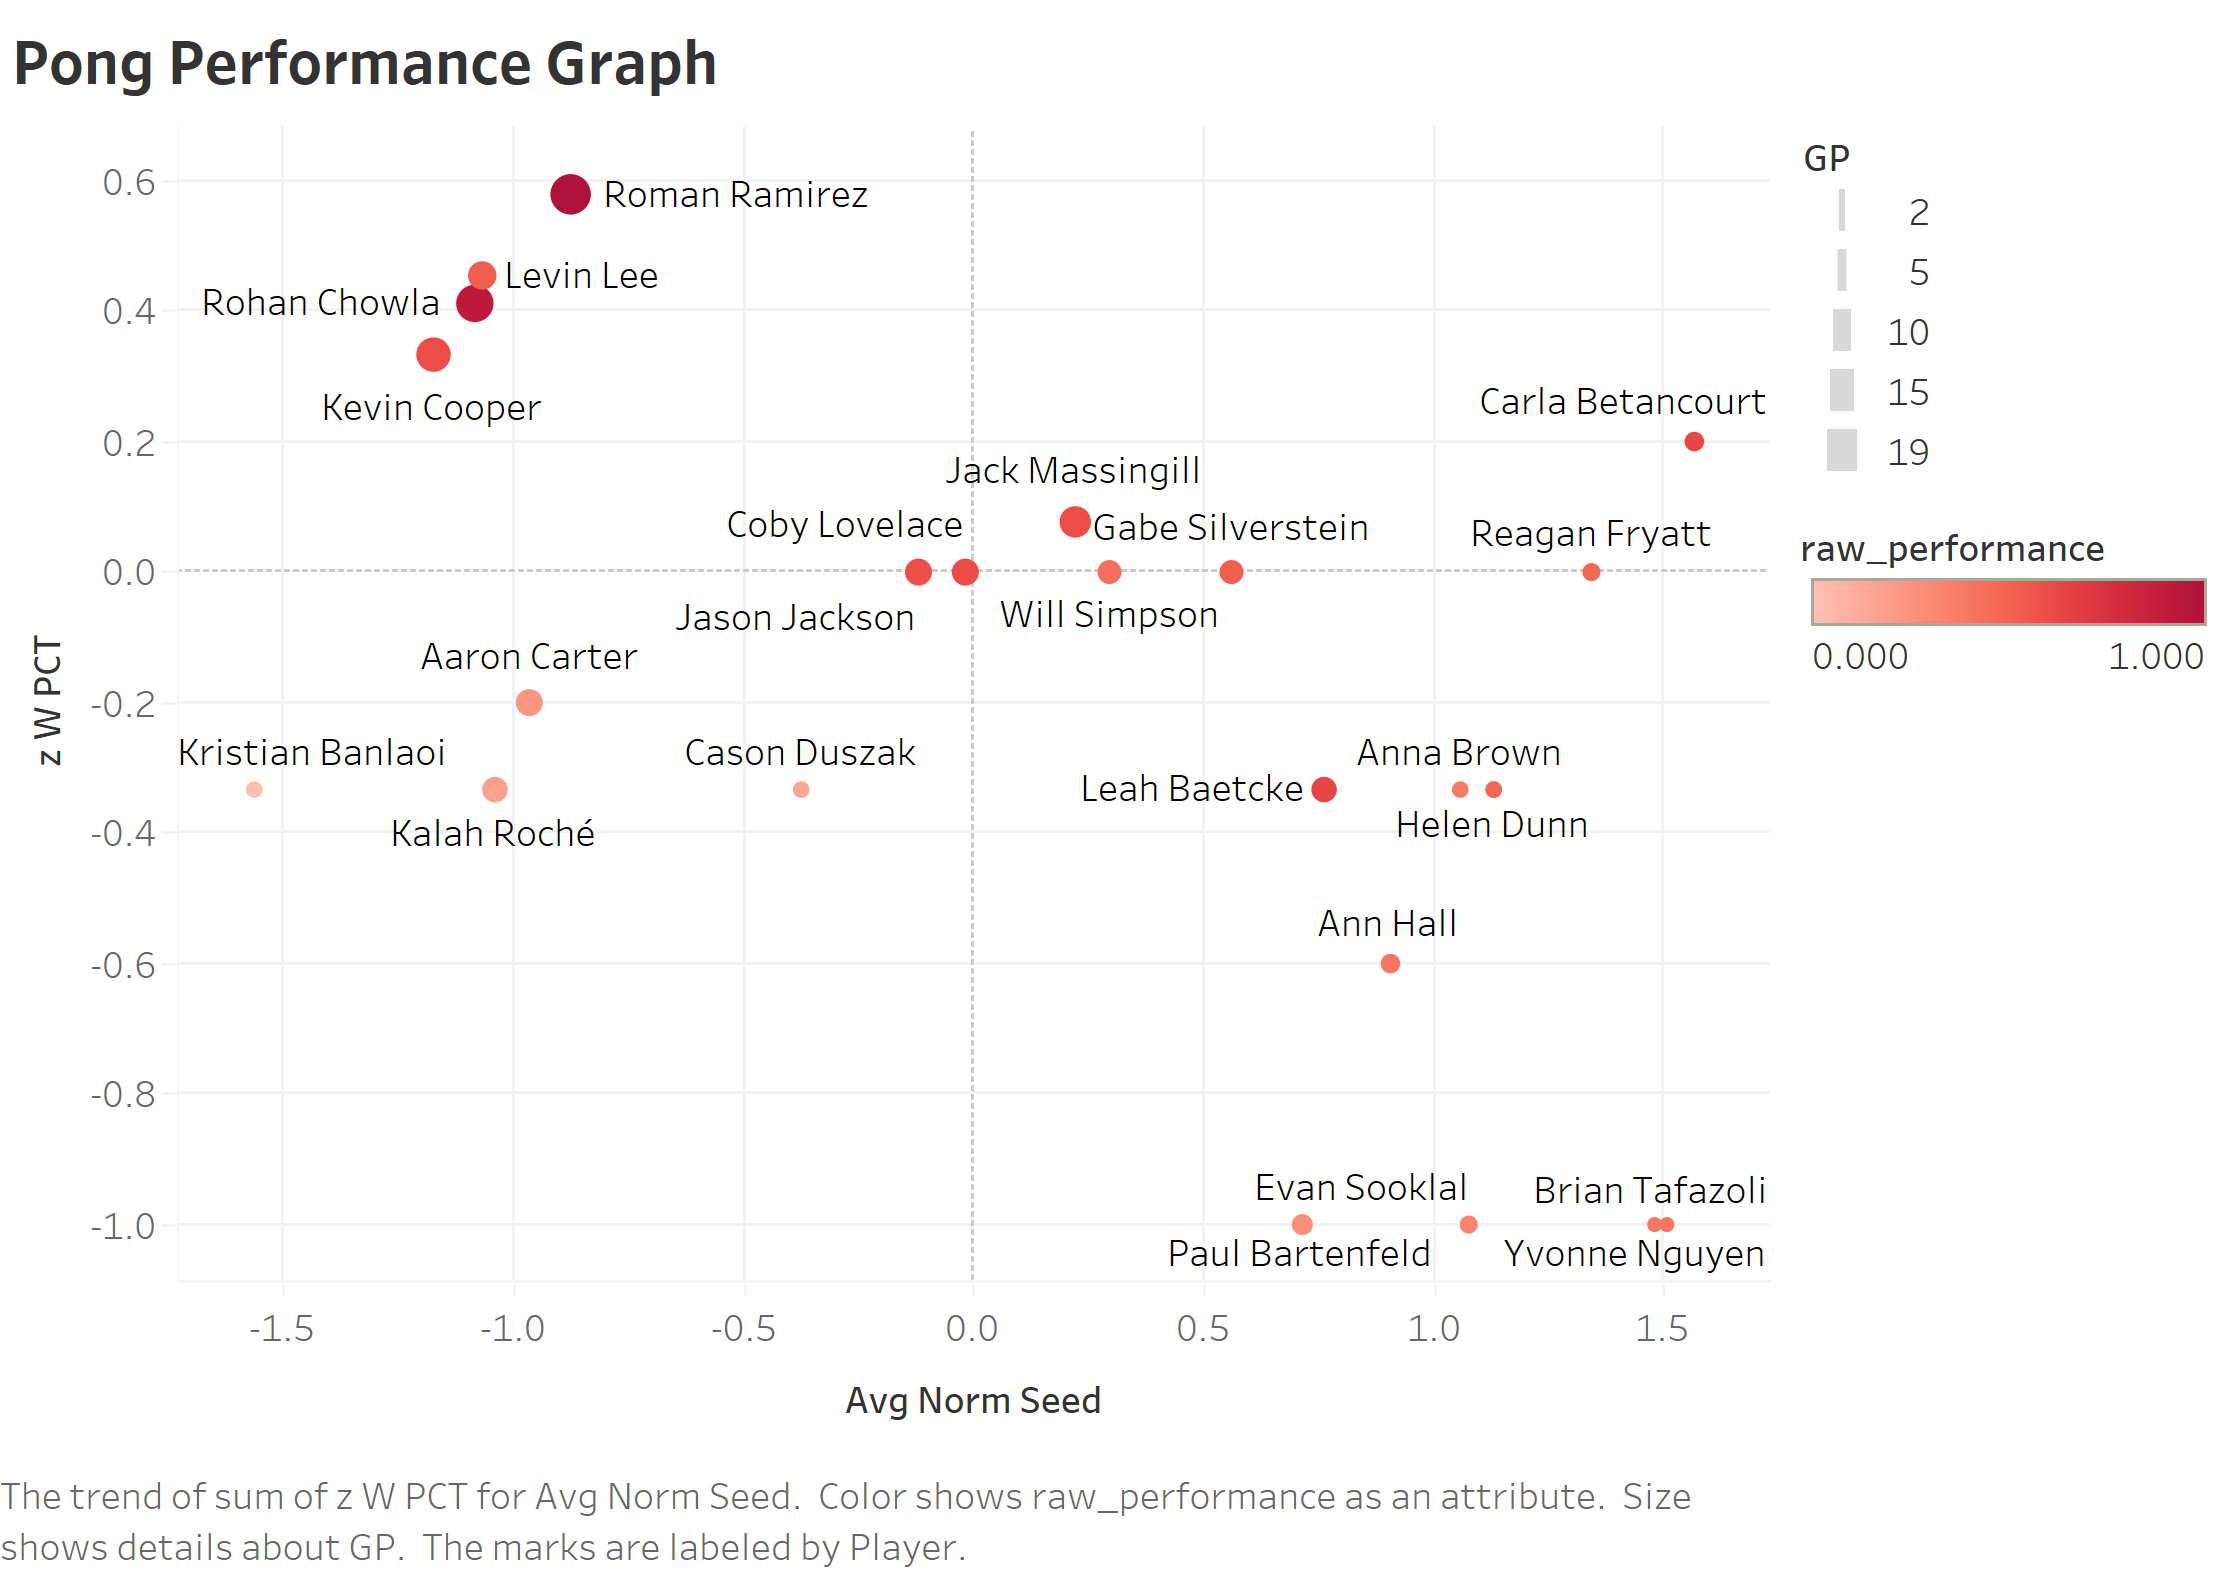 Pong Performance Graph
0.6
0.4
0.2
0.0
-0.2
-0.4
-0.6
-0.8
-1.0
z W PCT
Roman Ramirez
Levin Lee
Rohan Chowla
Kevin Cooper
Carla Betancourt
Jack Massingill
Coby Lovelace
Gabe Silverstein
Reagan Fryatt
Jason Jackson
Will Simpson
Aaron Carter
Kristian Banlaoi
Cason Duszak
Anna Brown
Leah Baetcke
Helen Dunn
Kalah Roché
Ann Hall
Evan Sooklal
Brian Tafazoli
Paul Bartenfeld
Yvonne Nguyen
-1.5
-1.0
-0.5
0.0
0.5
1.0
1.5
Avg Norm Seed
GP
2
5
10
15
19
raw_performance
0.000
1.000
The trend of sum of z W PCT for Avg Norm Seed. Color shows raw_performance as an attribute. Size
shows details about GP. The marks are labeled by Player.